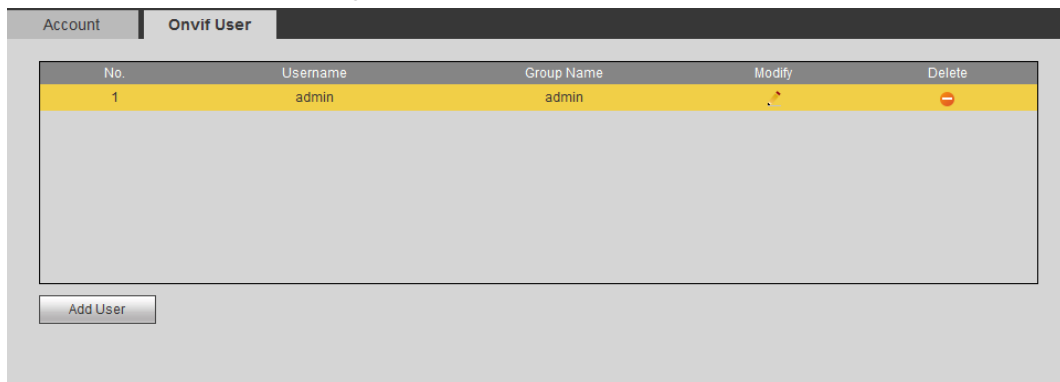 Account Onvif User
No. Username Group Name Modify Delete
1 admin admin
Add User